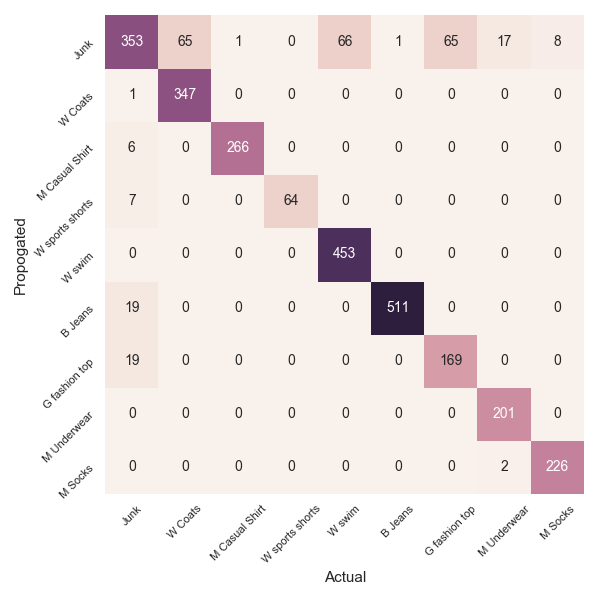 Junk 353 65 1 0 66 1 65 17 8
W Coats 1 347 0 0 0 0 0 0 0
M Casual Shirt 6 0 266 0 0 0 0 0 0
W sports shorts 7 0 0 64 0 0 0 0 0
W swim 0 0 0 0 453 0 0 0 0
B Jeans 19 0 0 0 0 511 0 0 0
G fashion top 19 0 0 0 0 0 169 0 0
M Underwear 0 0 0 0 0 0 0 201 0
M Socks 0 0 0 0 0 0 0 2 226
Propogated
Junk W Coats M Casual Shirt W sports shorts W swim B Jeans G fashion top M Underwear M Socks
Actual